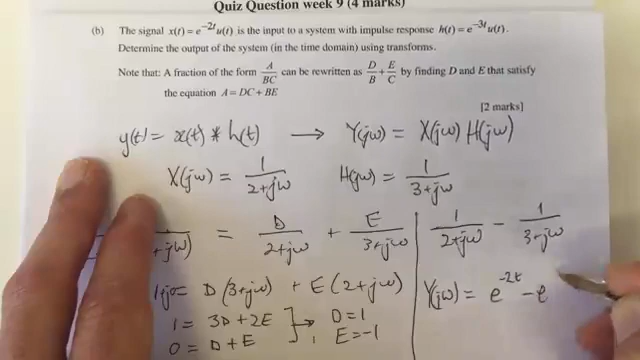 Quiz Question week 9 (4 marks)
(b) The signal x(t) = e^{-2t}u(t) is the input to a system with impulse response h(t) = e^{-3t}u(t).
Determine the output of the system (in the time domain) using transforms.
Note that: A fraction of the form A/BC can be rewritten as D/B + E/C by finding D and E that satisfy
the equation A = DC + BE
[2 marks]
y(t) = x(t) * h(t) → Y(jω) = X(jω) H(jω)
X(jω) = 1/(2+jω) H(jω) = 1/(3+jω)
+jω) = D/(2+jω) + E/(3+jω)
D(3+jω) + E(2+jω)
1 = 3D + 2E → D = 1
0 = D + E E = -1
1/(2+jω) - 1/(3+jω)
Y(jω) = e^{-2t} - e